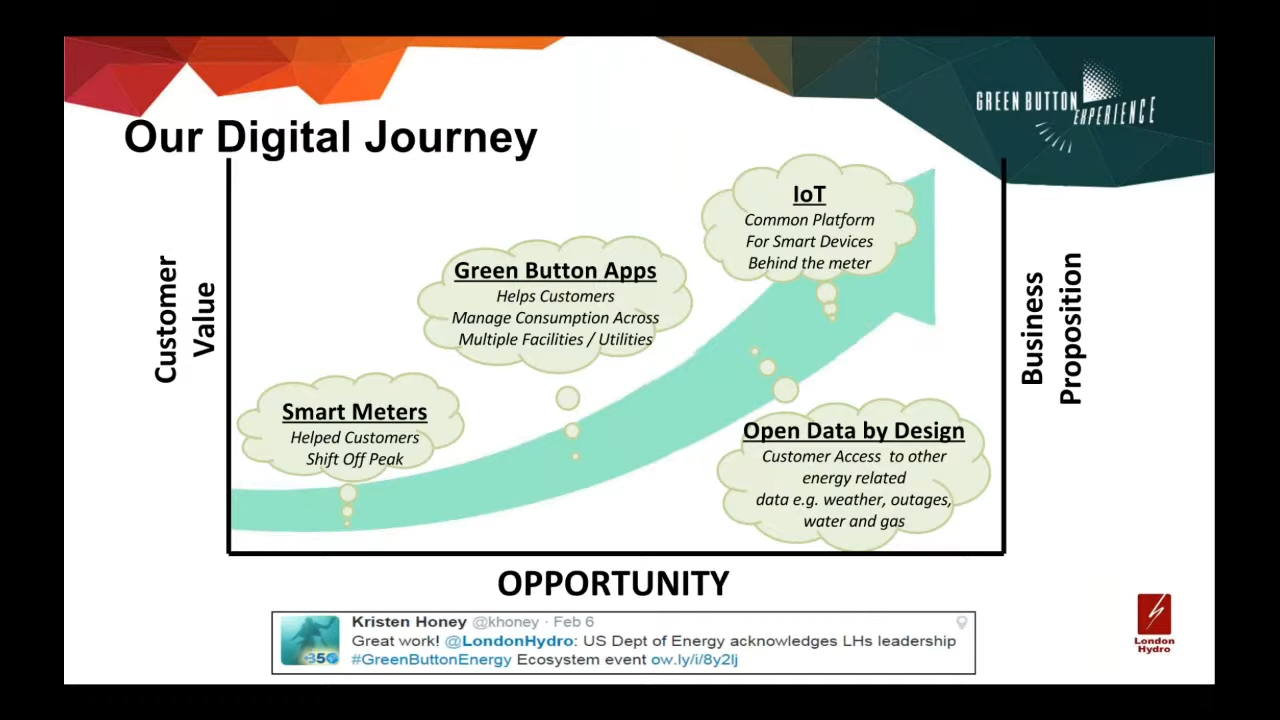 GREEN BUTTON
EXPERIENCE
Our Digital Journey
Customer
Value
Smart Meters
Helped Customers
Shift Off Peak
Green Button Apps
Helps Customers
Manage Consumption Across
Multiple Facilities / Utilities
IoT
Common Platform
For Smart Devices
Behind the meter
Open Data by Design
Customer Access to other
energy related
data e.g. weather, outages,
water and gas
Business
Proposition
OPPORTUNITY
Kristen Honey @khoney · Feb 6
Great work! @LondonHydro: US Dept of Energy acknowledges LHs leadership
#GreenButtonEnergy Ecosystem event ow.ly/i/8y2lj
350
London
Hydro